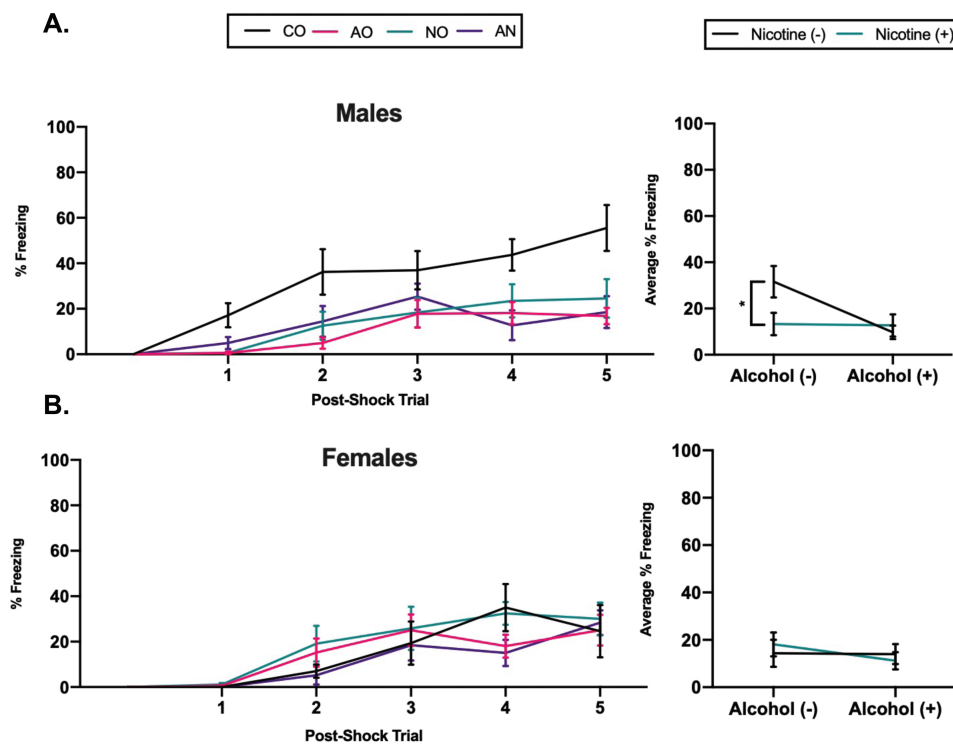 A.
CO AO NO AN
Nicotine (-) Nicotine (+)
Males
% Freezing
100
80
60
40
20
0
1 2 3 4 5
Post-Shock Trial
Average % Freezing
100
80
60
40
20
0
*
Alcohol (-) Alcohol (+)
B.
Females
% Freezing
100
80
60
40
20
0
1 2 3 4 5
Post-Shock Trial
Average % Freezing
100
80
60
40
20
0
Alcohol (-) Alcohol (+)